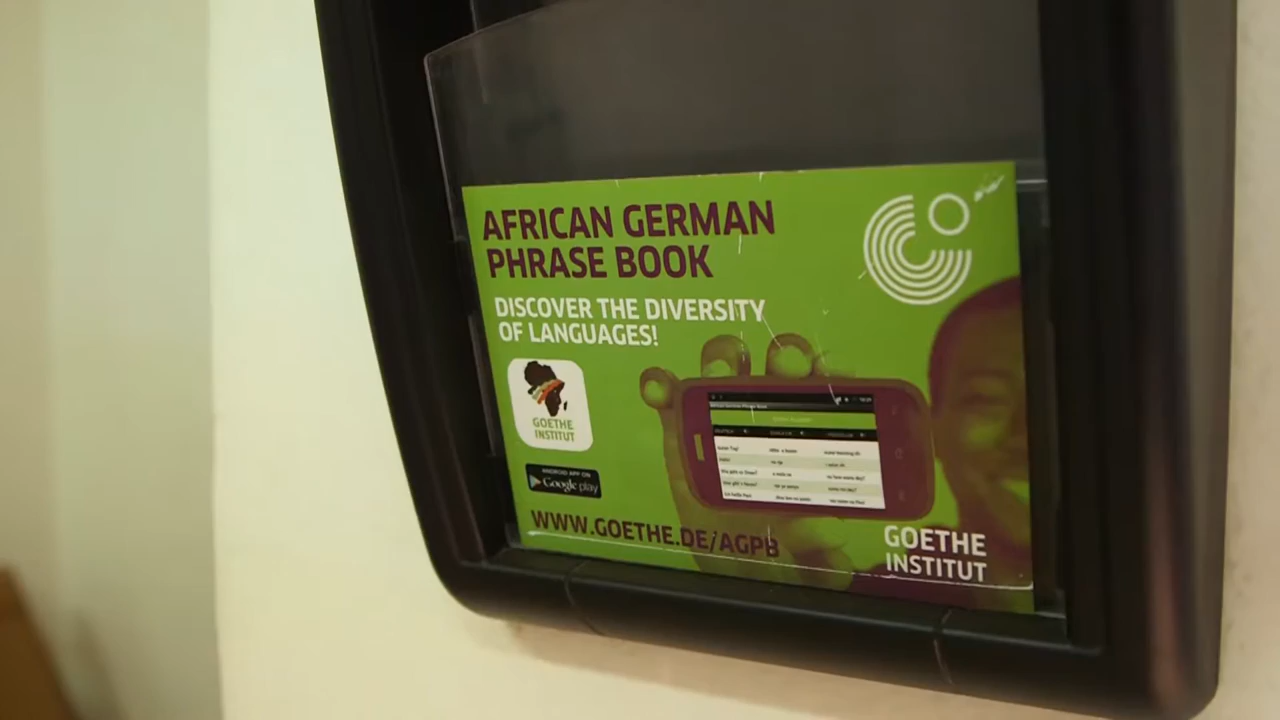 AFRICAN GERMAN
PHRASE BOOK
DISCOVER THE DIVERSITY
OF LANGUAGES!
GOETHE
INSTITUT
ANDROID APP ON
Google play
WWW.GOETHE.DE/AGPB
GOETHE
INSTITUT